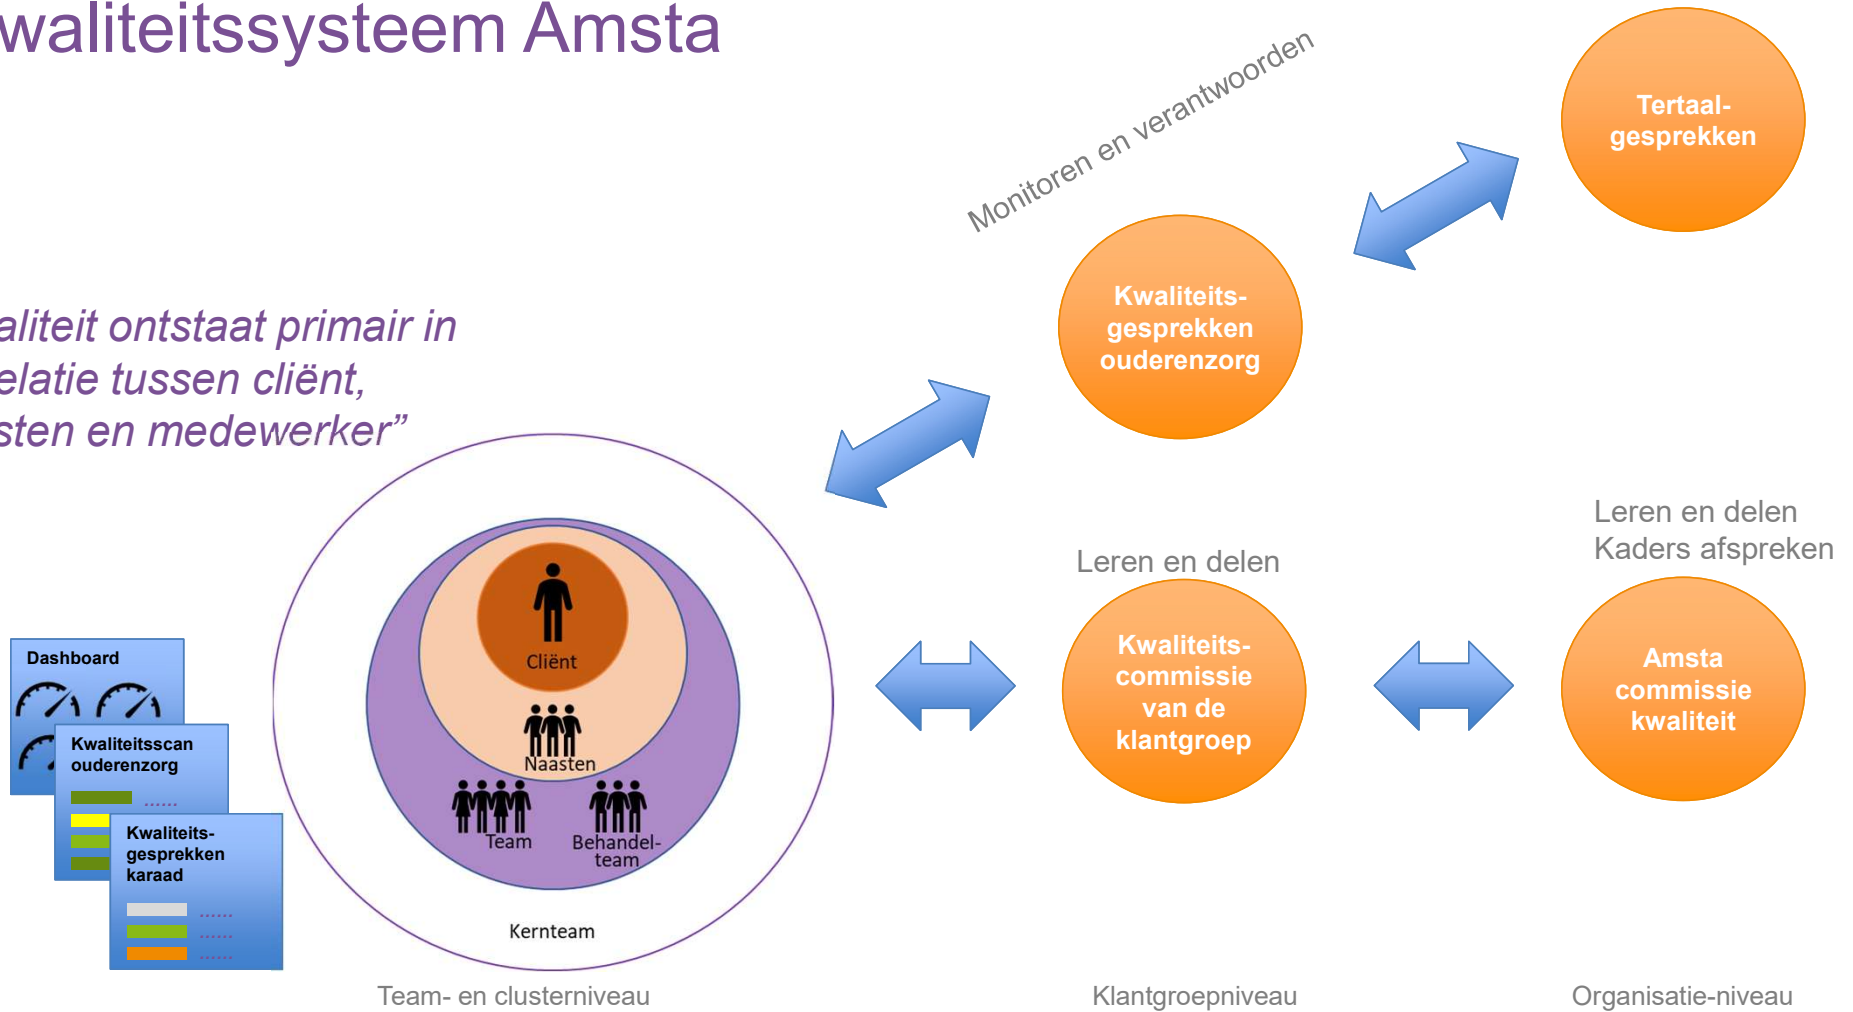 waliteitssysteem Amsta
Monitoren en verantwoorden
Tertaal-
gesprekken
Kwaliteits-
gesprekken
ouderenzorg
aliteit ontstaat primair in
elatie tussen cliënt,
sten en medewerker”
Leren en delen
Kaders afspreken
Leren en delen
Cliënt
Naasten
Team
Behandel-
team
Kernteam
Kwaliteits-
commissie
van de
klantgroep
Amsta
commissie
kwaliteit
Dashboard
Kwaliteitsscan
ouderenzorg
......
Kwaliteits-
gesprekken
karaad
......
......
......
Team- en clusterniveau
Klantgroepniveau
Organisatie-niveau